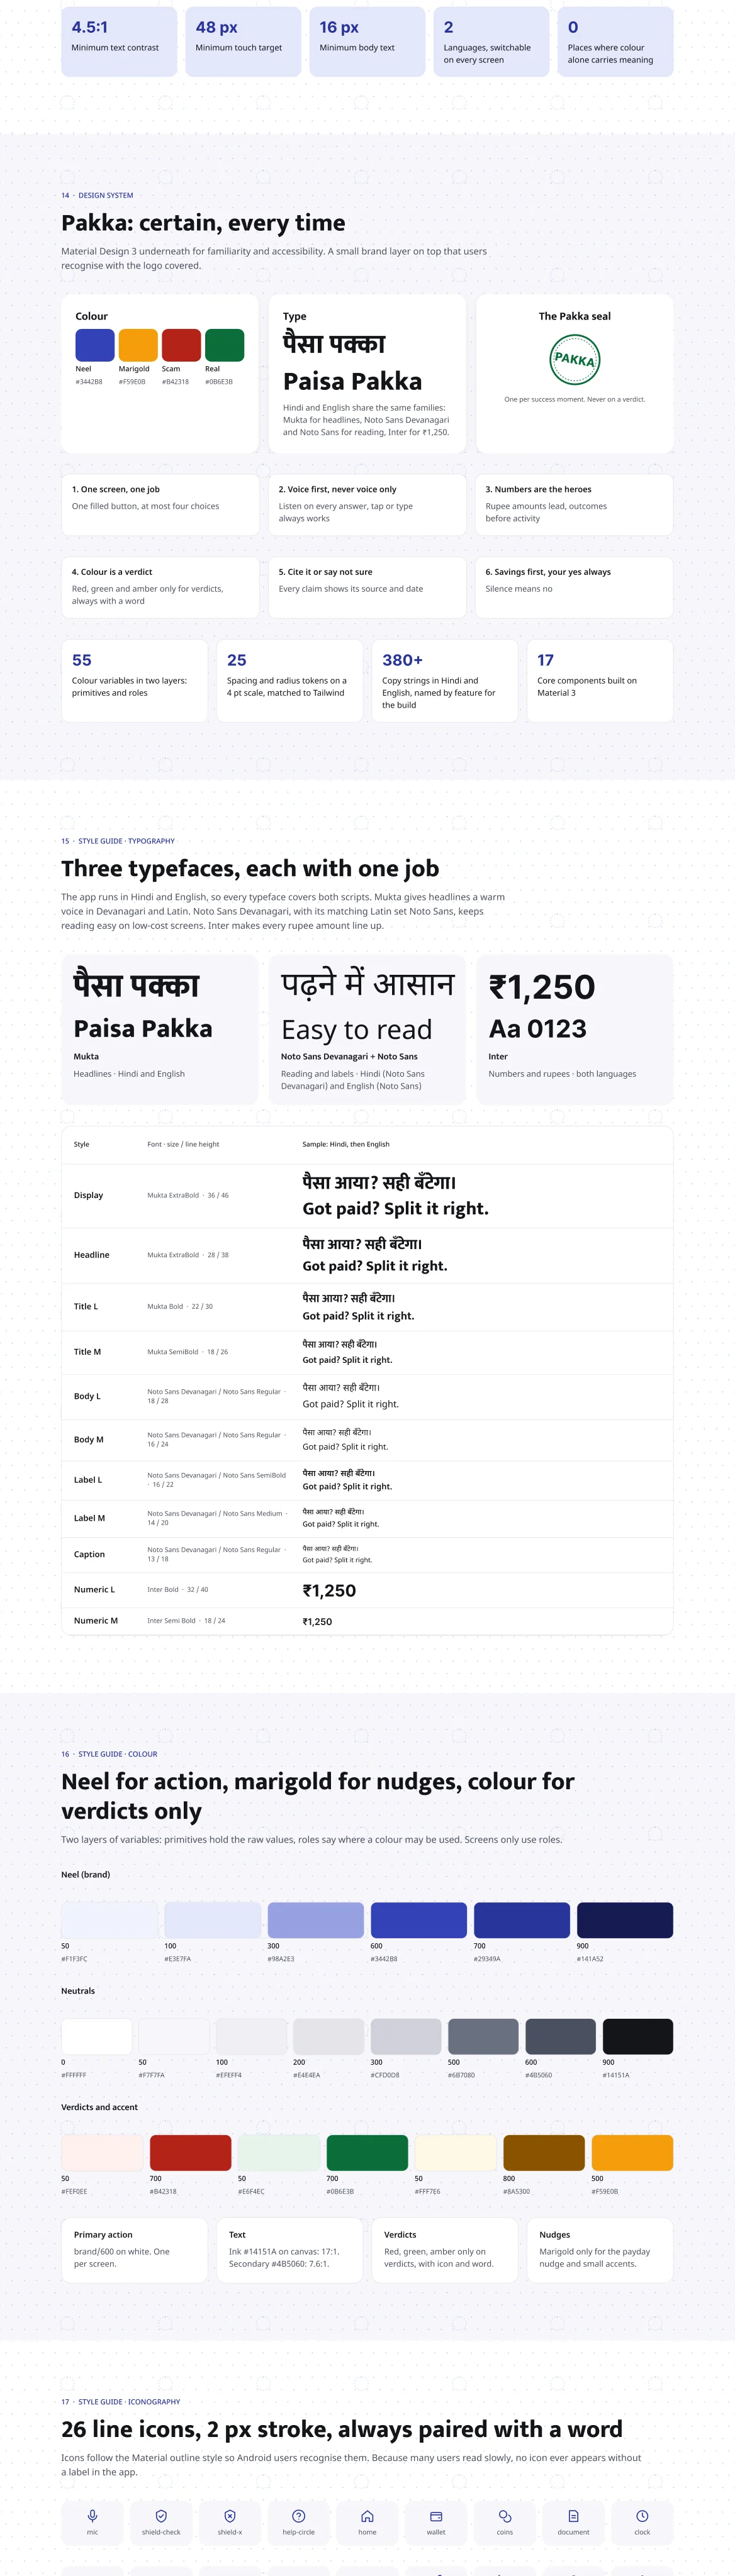 4.5:1
Minimum text contrast
48 px
Minimum touch target
16 px
Minimum body text
2
Languages, switchable
on every screen
0
Places where colour
alone carries meaning
14 · DESIGN SYSTEM
Pakka: certain, every time
Material Design 3 underneath for familiarity and accessibility. A small brand layer on top that users
recognise with the logo covered.
Colour
Neel
#3442B8
Marigold
#F59E0B
Scam
#B42318
Real
#0B6E3B
Type
पैसा पक्का
Paisa Pakka
Hindi and English share the same families:
Mukta for headlines, Noto Sans Devanagari
and Noto Sans for reading, Inter for ₹1,250.
The Pakka seal
PAKKA
One per success moment. Never on a verdict.
1. One screen, one job
One filled button, at most four choices
2. Voice first, never voice only
Listen on every answer, tap or type
always works
3. Numbers are the heroes
Rupee amounts lead, outcomes
before activity
4. Colour is a verdict
Red, green and amber only for verdicts,
always with a word
5. Cite it or say not sure
Every claim shows its source and date
6. Savings first, your yes always
Silence means no
55
Colour variables in two layers:
primitives and roles
25
Spacing and radius tokens on a
4 pt scale, matched to Tailwind
380+
Copy strings in Hindi and
English, named by feature for
the build
17
Core components built on
Material 3
15 · STYLE GUIDE · TYPOGRAPHY
Three typefaces, each with one job
The app runs in Hindi and English, so every typeface covers both scripts. Mukta gives headlines a warm
voice in Devanagari and Latin. Noto Sans Devanagari, with its matching Latin set Noto Sans, keeps
reading easy on low-cost screens. Inter makes every rupee amount line up.
पैसा पक्का
Paisa Pakka
Mukta
Headlines · Hindi and English
पढ़ने में आसान
Easy to read
Noto Sans Devanagari + Noto Sans
Reading and labels · Hindi (Noto Sans
Devanagari) and English (Noto Sans)
₹1,250
Aa 0123
Inter
Numbers and rupees · both languages
Style
Font · size / line height
Sample: Hindi, then English
Display
Mukta ExtraBold · 36 / 46
पैसा आया? सही बँटेगा।
Got paid? Split it right.
Headline
Mukta ExtraBold · 28 / 38
पैसा आया? सही बँटेगा।
Got paid? Split it right.
Title L
Mukta Bold · 22 / 30
पैसा आया? सही बँटेगा।
Got paid? Split it right.
Title M
Mukta SemiBold · 18 / 26
पैसा आया? सही बँटेगा।
Got paid? Split it right.
Body L
Noto Sans Devanagari / Noto Sans Regular ·
18 / 28
पैसा आया? सही बँटेगा।
Got paid? Split it right.
Body M
Noto Sans Devanagari / Noto Sans Regular ·
16 / 24
पैसा आया? सही बँटेगा।
Got paid? Split it right.
Label L
Noto Sans Devanagari / Noto Sans SemiBold
· 16 / 22
पैसा आया? सही बँटेगा।
Got paid? Split it right.
Label M
Noto Sans Devanagari / Noto Sans Medium ·
14 / 20
पैसा आया? सही बँटेगा।
Got paid? Split it right.
Caption
Noto Sans Devanagari / Noto Sans Regular ·
13 / 18
पैसा आया? सही बँटेगा।
Got paid? Split it right.
Numeric L
Inter Bold · 32 / 40
₹1,250
Numeric M
Inter Semi Bold · 18 / 24
₹1,250
16 · STYLE GUIDE · COLOUR
Neel for action, marigold for nudges, colour for
verdicts only
Two layers of variables: primitives hold the raw values, roles say where a colour may be used. Screens only use roles.
Neel (brand)
50
#F1F3FC
100
#E3E7FA
300
#98A2E3
600
#3442B8
700
#29349A
900
#141A52
Neutrals
0
#FFFFFF
50
#F7F7FA
100
#EFEFF4
200
#E4E4EA
300
#CFD0D8
500
#6B7080
600
#4B5060
900
#14151A
Verdicts and accent
50
#FEF0EE
700
#B42318
50
#E6F4EC
700
#0B6E3B
50
#FFF7E6
800
#8A5300
500
#F59E0B
Primary action
brand/600 on white. One
per screen.
Text
Ink #14151A on canvas: 17:1.
Secondary #4B5060: 7.6:1.
Verdicts
Red, green, amber only on
verdicts, with icon and word.
Nudges
Marigold only for the payday
nudge and small accents.
17 · STYLE GUIDE · ICONOGRAPHY
26 line icons, 2 px stroke, always paired with a word
Icons follow the Material outline style so Android users recognise them. Because many users read slowly, no icon ever appears without
a label in the app.
mic
shield-check
shield-x
help-circle
home
wallet
coins
document
clock